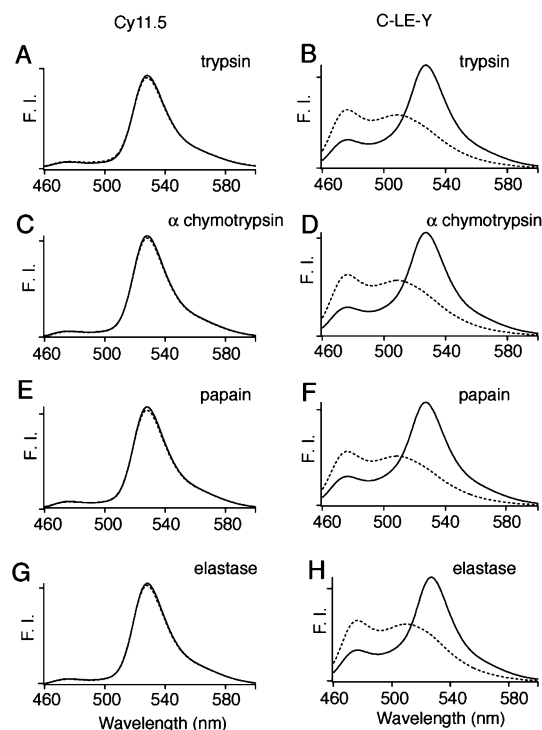 Cy11.5
C-LE-Y
A
trypsin
F. I.
460 500 540 580
B
trypsin
F. I.
460 500 540 580
C
α chymotrypsin
F. I.
460 500 540 580
D
α chymotrypsin
F. I.
460 500 540 580
E
papain
F. I.
460 500 540 580
F
papain
F. I.
460 500 540 580
G
elastase
F. I.
460 500 540 580
Wavelength (nm)
H
elastase
F. I.
460 500 540 580
Wavelength (nm)